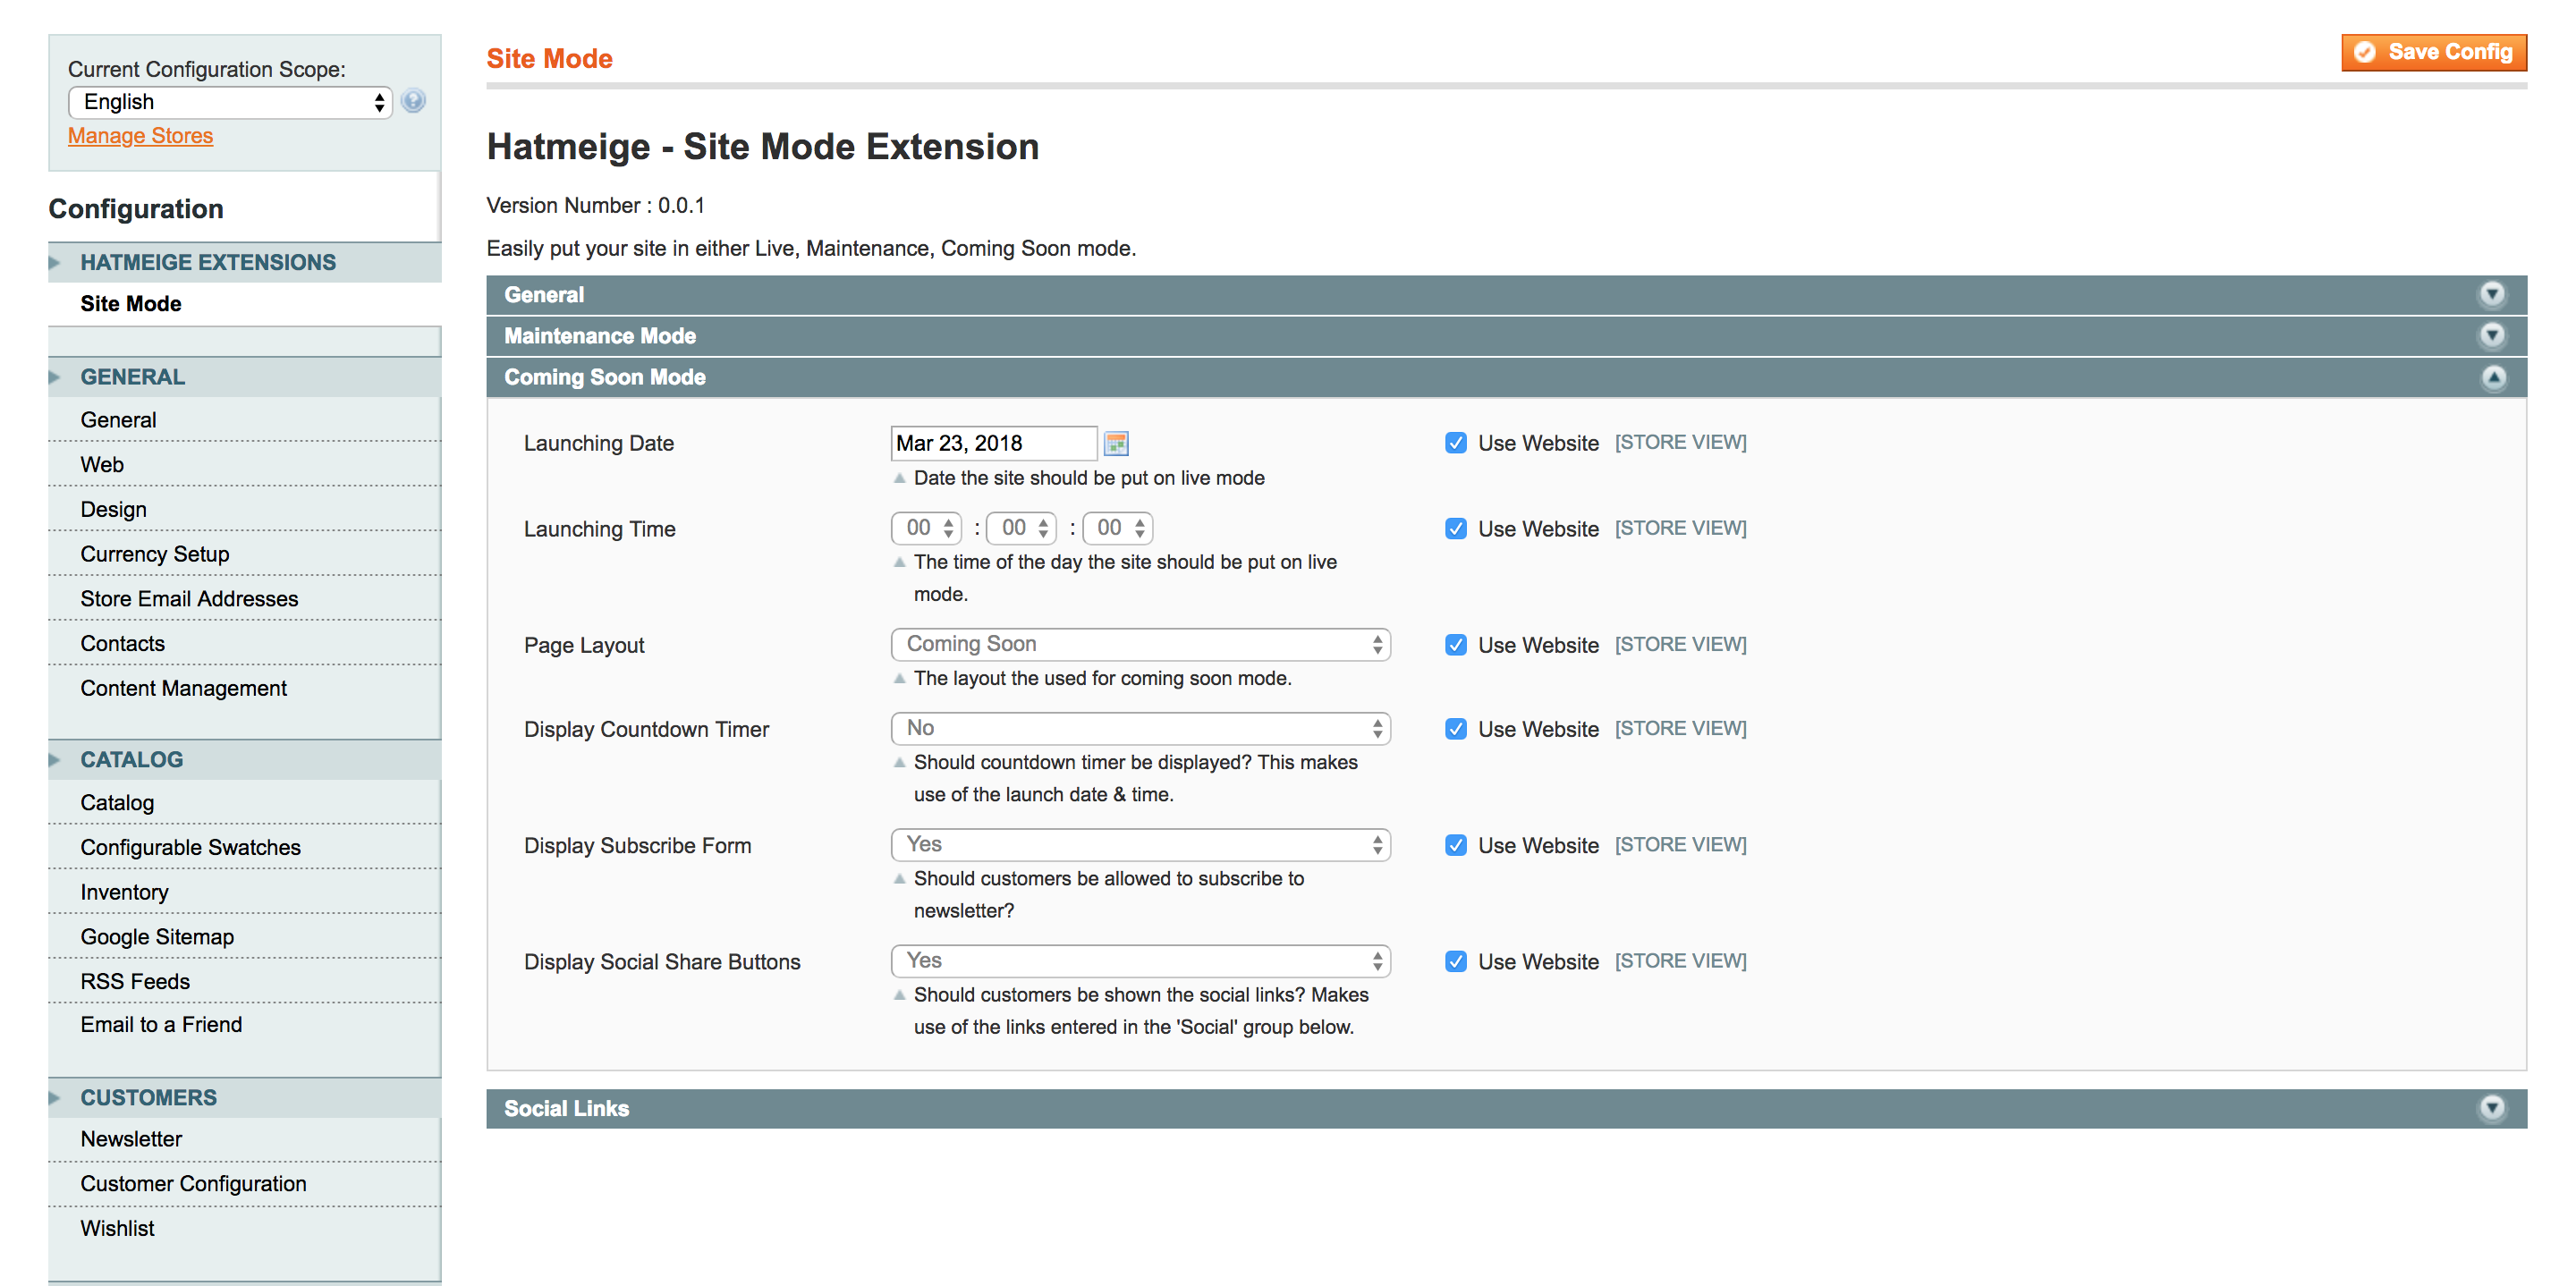 Current Configuration Scope:
English
Manage Stores
Configuration
HATMEIGE EXTENSIONS
Site Mode
GENERAL
General
Web
Design
Currency Setup
Store Email Addresses
Contacts
Content Management
CATALOG
Catalog
Configurable Swatches
Inventory
Google Sitemap
RSS Feeds
Email to a Friend
CUSTOMERS
Newsletter
Customer Configuration
Wishlist
Site Mode
Save Config
Hatmeige - Site Mode Extension
Version Number : 0.0.1
Easily put your site in either Live, Maintenance, Coming Soon mode.
General
Maintenance Mode
Coming Soon Mode
Launching Date Mar 23, 2018 Use Website [STORE VIEW]
Date the site should be put on live mode
Launching Time 00 : 00 : 00 Use Website [STORE VIEW]
The time of the day the site should be put on live
mode.
Page Layout Coming Soon Use Website [STORE VIEW]
The layout the used for coming soon mode.
Display Countdown Timer No Use Website [STORE VIEW]
Should countdown timer be displayed? This makes
use of the launch date & time.
Display Subscribe Form Yes Use Website [STORE VIEW]
Should customers be allowed to subscribe to
newsletter?
Display Social Share Buttons Yes Use Website [STORE VIEW]
Should customers be shown the social links? Makes
use of the links entered in the 'Social' group below.
Social Links